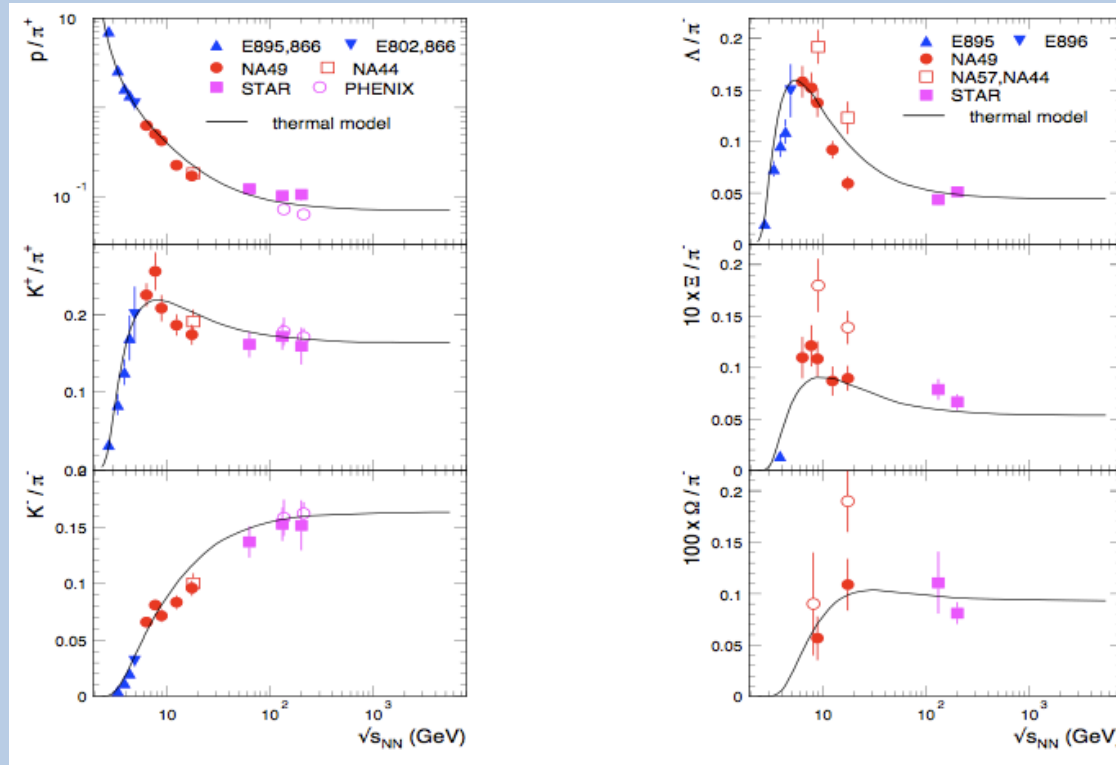 p/π⁺
10
1
10⁻¹
E895,866 E802,866
NA49 NA44
STAR PHENIX
thermal model
K⁺/π⁺
0.2
0.1
0
K⁻/π⁻
0.15
0.1
0.05
0
10 10² 10³
√sNN (GeV)
Λ/π⁻
0.2
0.15
0.1
0.05
0
E895 E896
NA49
NA57,NA44
STAR
thermal model
10 x Ξ/π⁻
0.2
0.15
0.1
0.05
0
100 x Ω/π⁻
0.2
0.15
0.1
0.05
0
10 10² 10³
√sNN (GeV)